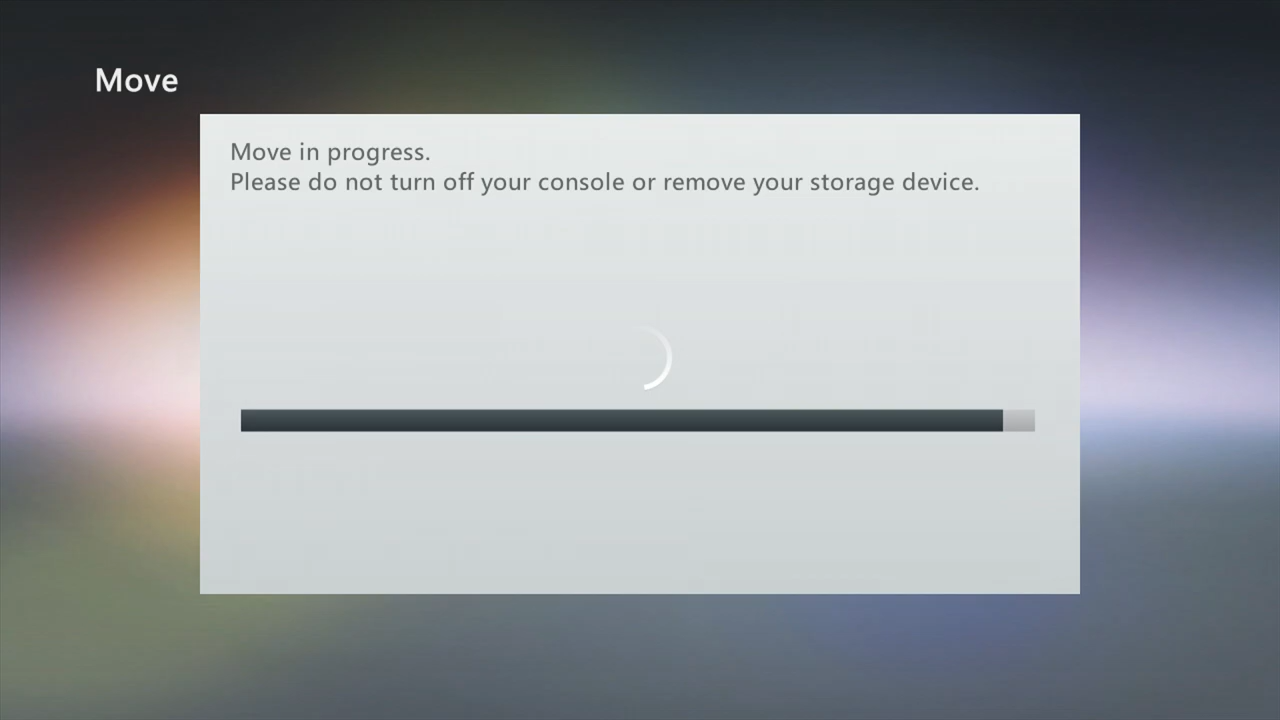 Move
Move in progress.
Please do not turn off your console or remove your storage device.